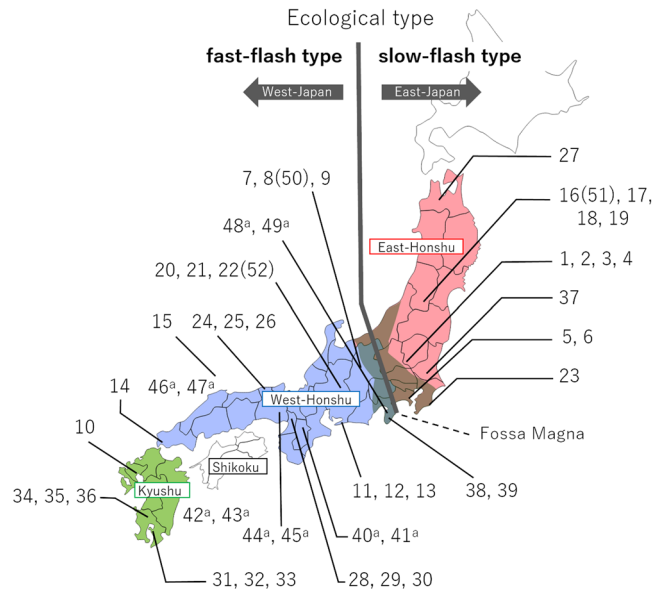 Ecological type
fast-flash type
slow-flash type
West-Japan
East-Japan
27
7, 8(50), 9
16(51), 17,
18, 19
48ᵃ, 49ᵃ
East-Honshu
20, 21, 22(52)
1, 2, 3, 4
37
15
24, 25, 26
5, 6
46ᵃ, 47ᵃ
23
14
West-Honshu
10
Fossa Magna
Shikoku
Kyushu
11, 12, 13
38, 39
34, 35, 36
42ᵃ, 43ᵃ
44ᵃ, 45ᵃ
40ᵃ, 41ᵃ
31, 32, 33
28, 29, 30